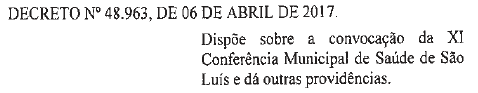 DECRETO Nº 48.963, DE 06 DE ABRIL DE 2017.
Dispõe sobre a convocação da XI
Conferência Municipal de Saúde de São
Luís e dá outras providências.